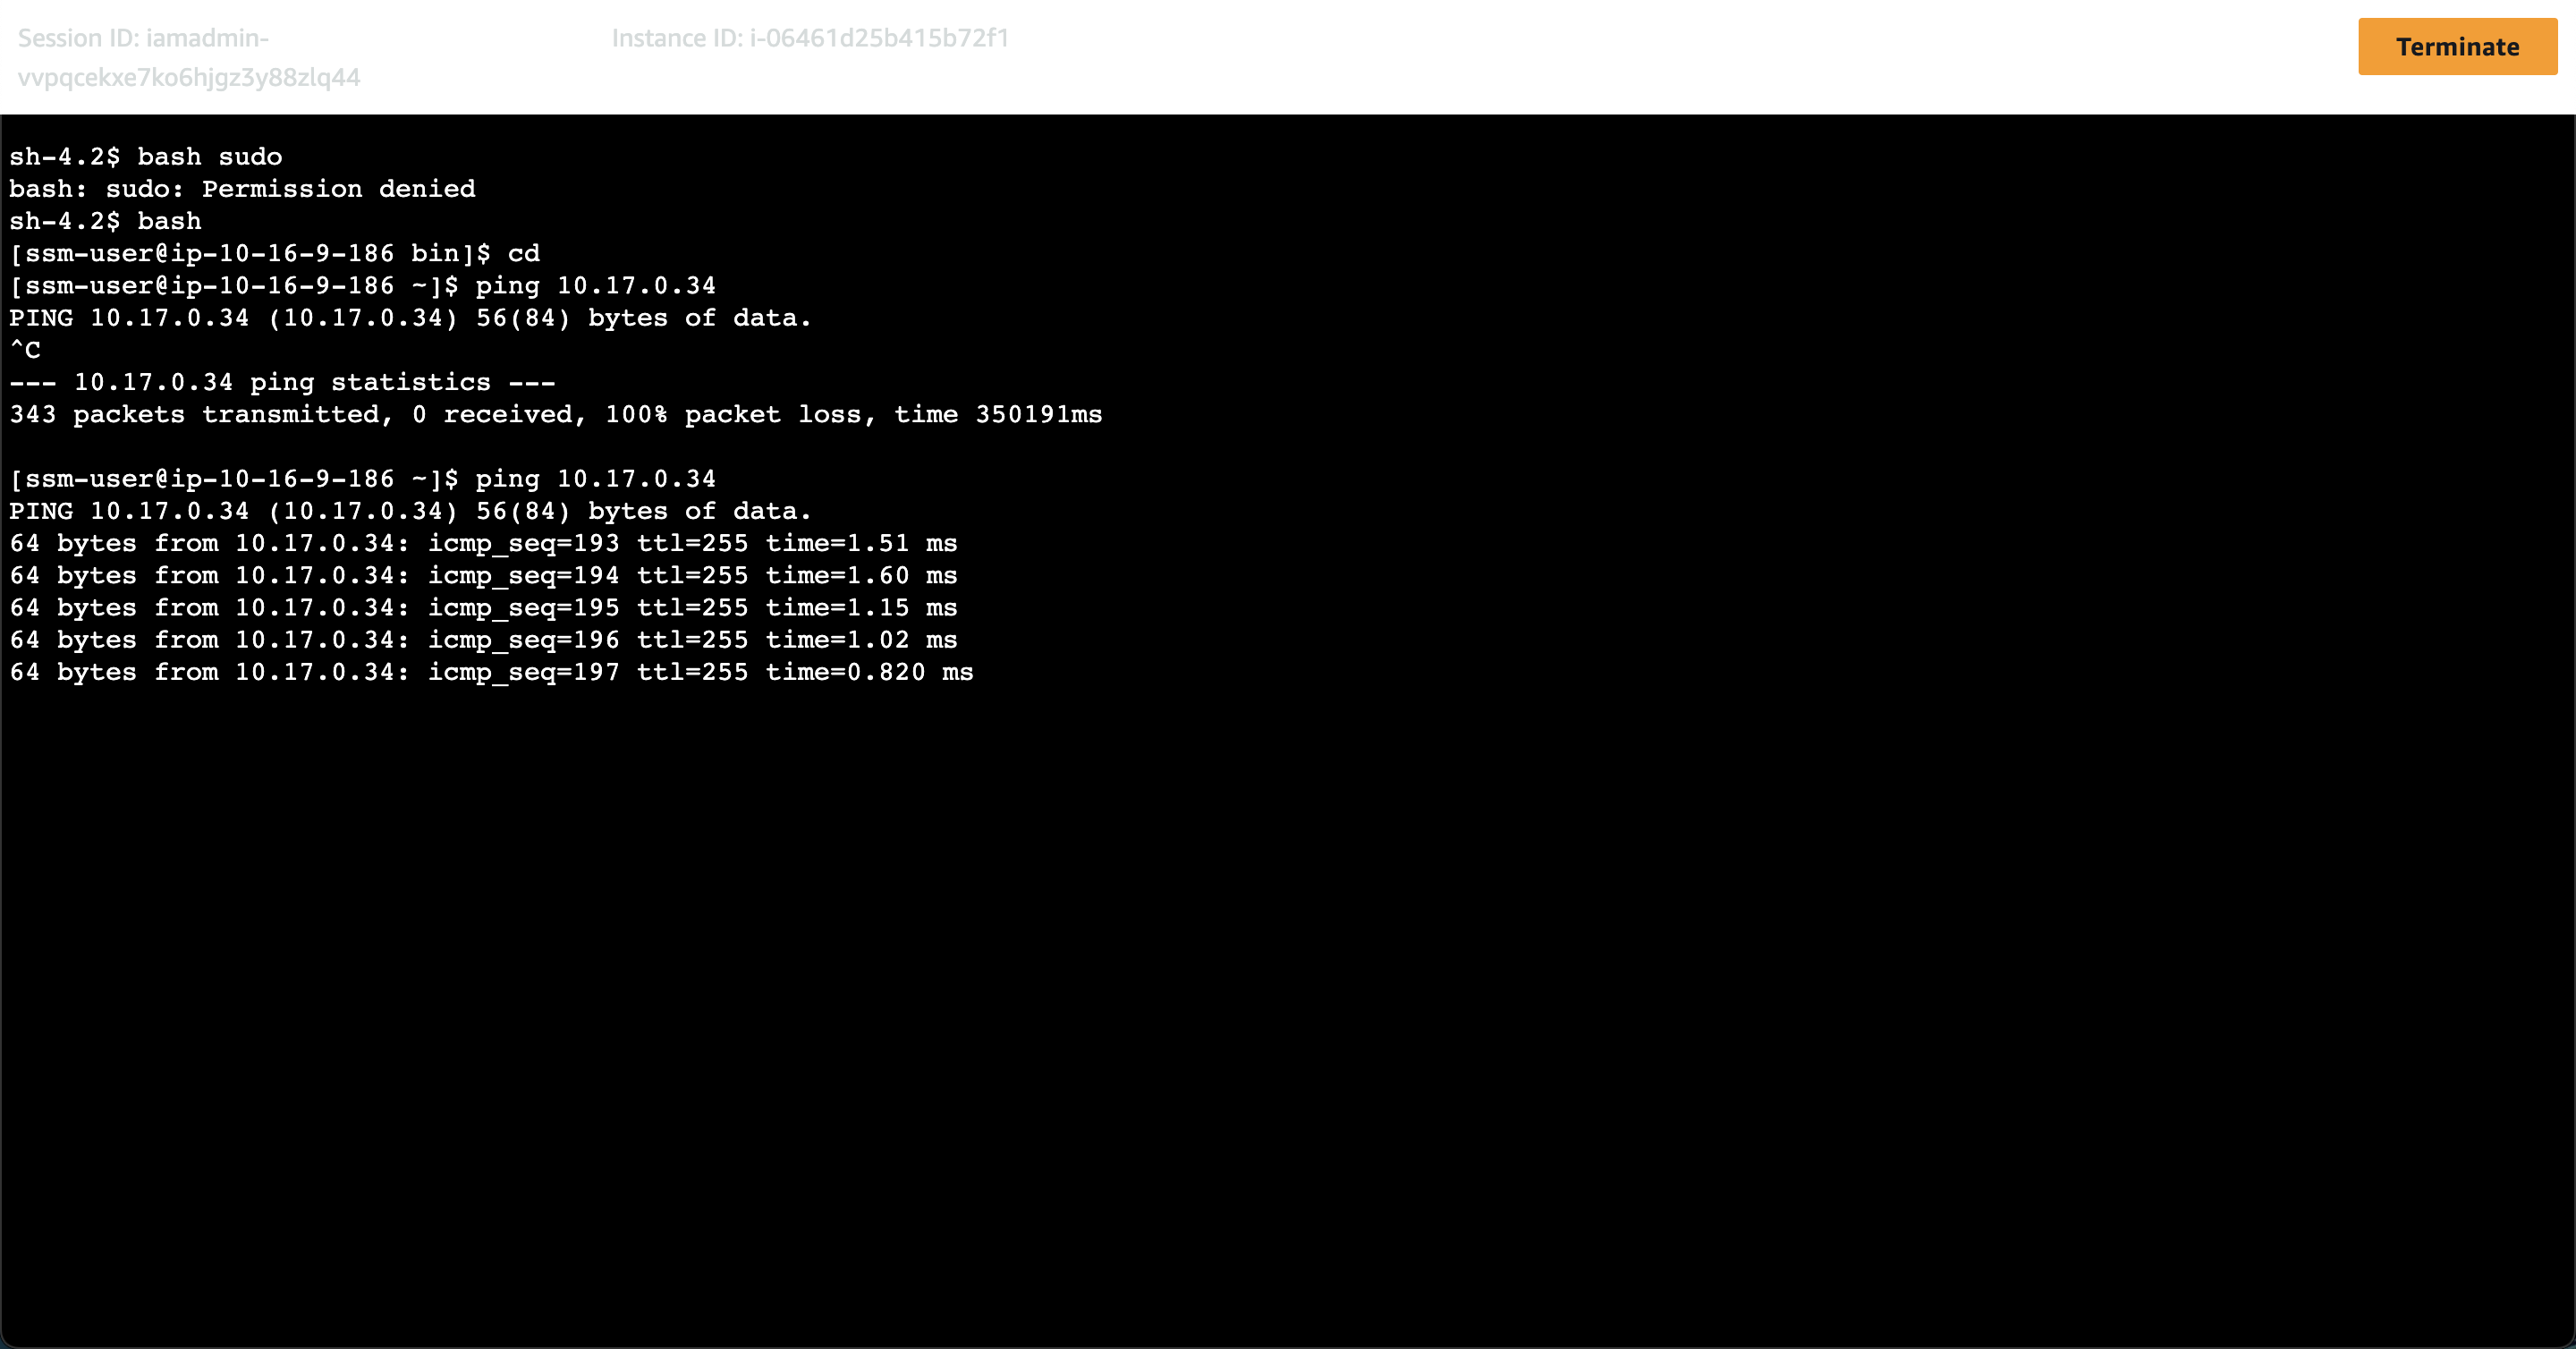 Session ID: iamadmin-
vvpqcekxe7ko6hjgz3y88zlq44
Instance ID: i-06461d25b415b72f1
Terminate
sh-4.2$ bash sudo
bash: sudo: Permission denied
sh-4.2$ bash
[ssm-user@ip-10-16-9-186 bin]$ cd
[ssm-user@ip-10-16-9-186 ~]$ ping 10.17.0.34
PING 10.17.0.34 (10.17.0.34) 56(84) bytes of data.
^C
--- 10.17.0.34 ping statistics ---
343 packets transmitted, 0 received, 100% packet loss, time 350191ms
[ssm-user@ip-10-16-9-186 ~]$ ping 10.17.0.34
PING 10.17.0.34 (10.17.0.34) 56(84) bytes of data.
64 bytes from 10.17.0.34: icmp_seq=193 ttl=255 time=1.51 ms
64 bytes from 10.17.0.34: icmp_seq=194 ttl=255 time=1.60 ms
64 bytes from 10.17.0.34: icmp_seq=195 ttl=255 time=1.15 ms
64 bytes from 10.17.0.34: icmp_seq=196 ttl=255 time=1.02 ms
64 bytes from 10.17.0.34: icmp_seq=197 ttl=255 time=0.820 ms